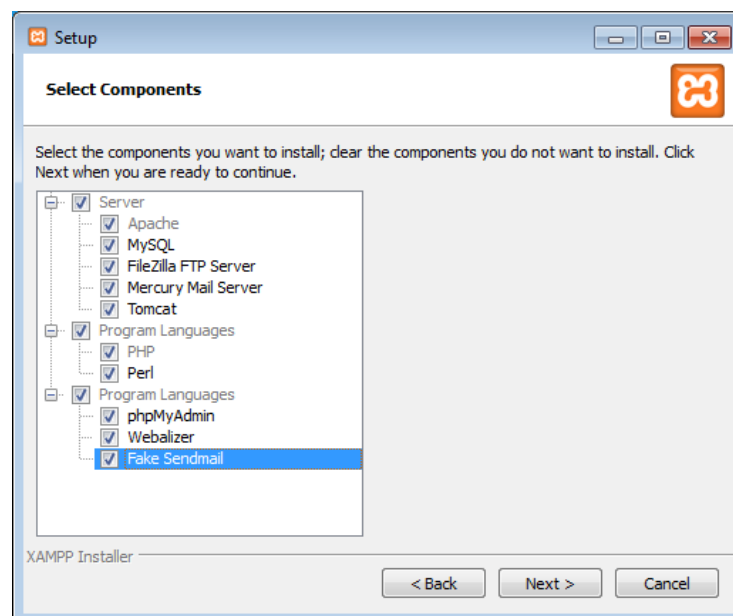 Setup
Select Components
Select the components you want to install; clear the components you do not want to install. Click
Next when you are ready to continue.
Server
Apache
MySQL
FileZilla FTP Server
Mercury Mail Server
Tomcat
Program Languages
PHP
Perl
Program Languages
phpMyAdmin
Webalizer
Fake Sendmail
XAMPP Installer
< Back Next > Cancel